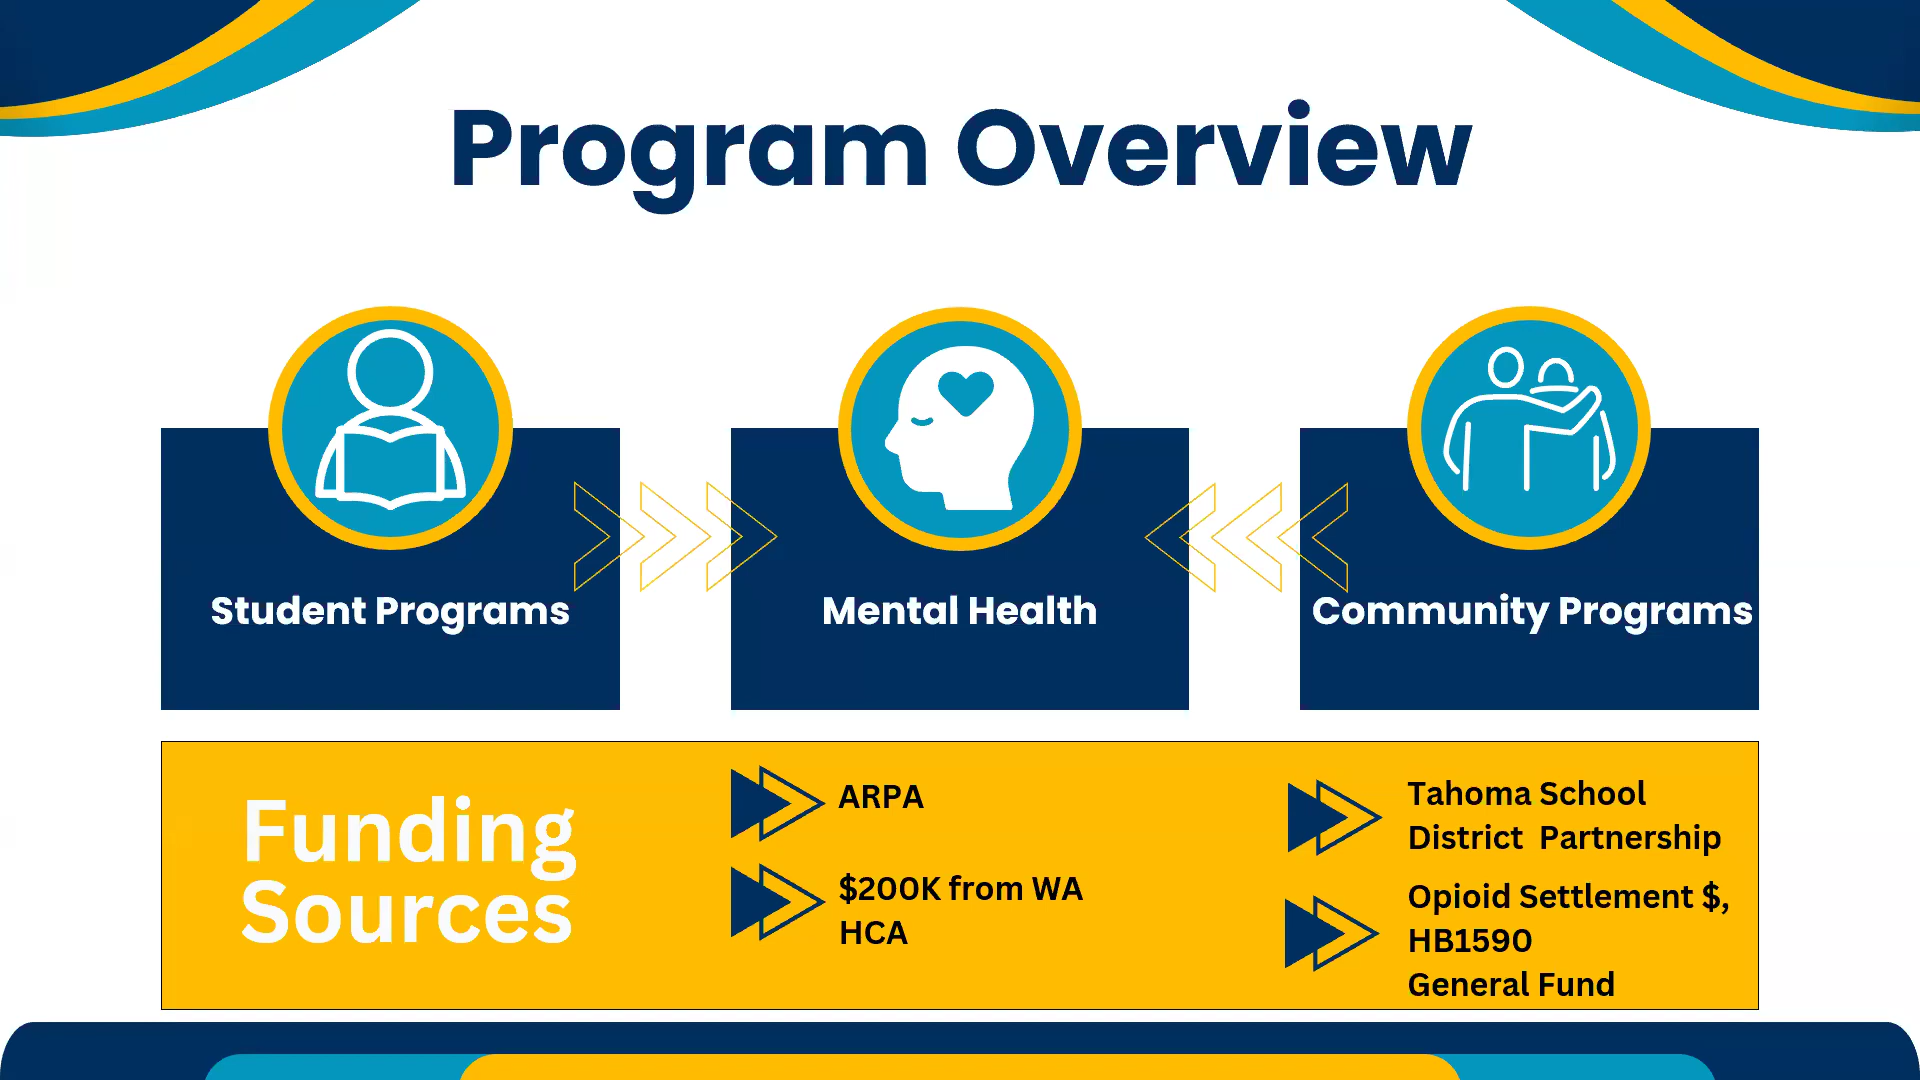 Program Overview
Student Programs
Mental Health
Community Programs
Funding
Sources
ARPA
$200K from WA
HCA
Tahoma School
District  Partnership
Opioid Settlement $,
HB1590
General Fund